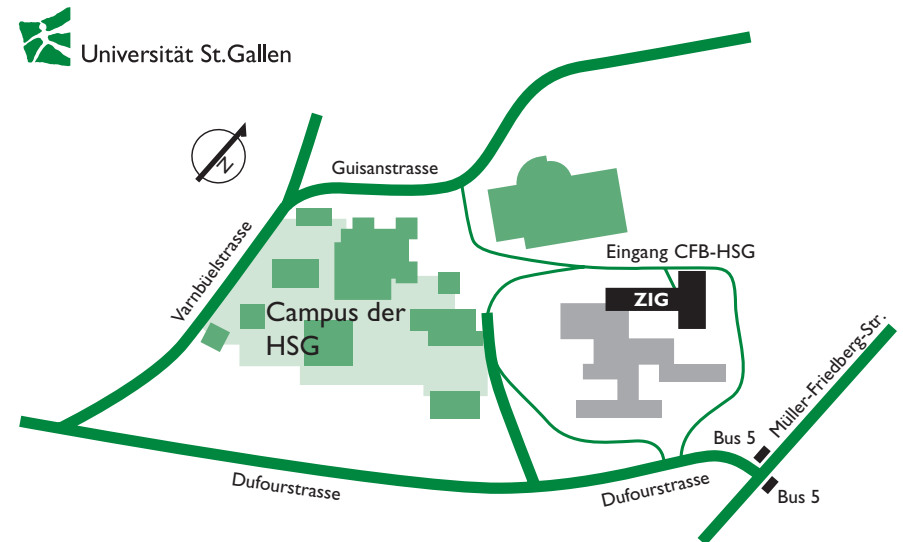 Universität St.Gallen
N
Guisanstrasse
Varnbüelstrasse
Eingang CFB-HSG
ZIG
Campus der
HSG
Müller-Friedberg-Str.
Bus 5
Dufourstrasse
Dufourstrasse
Bus 5